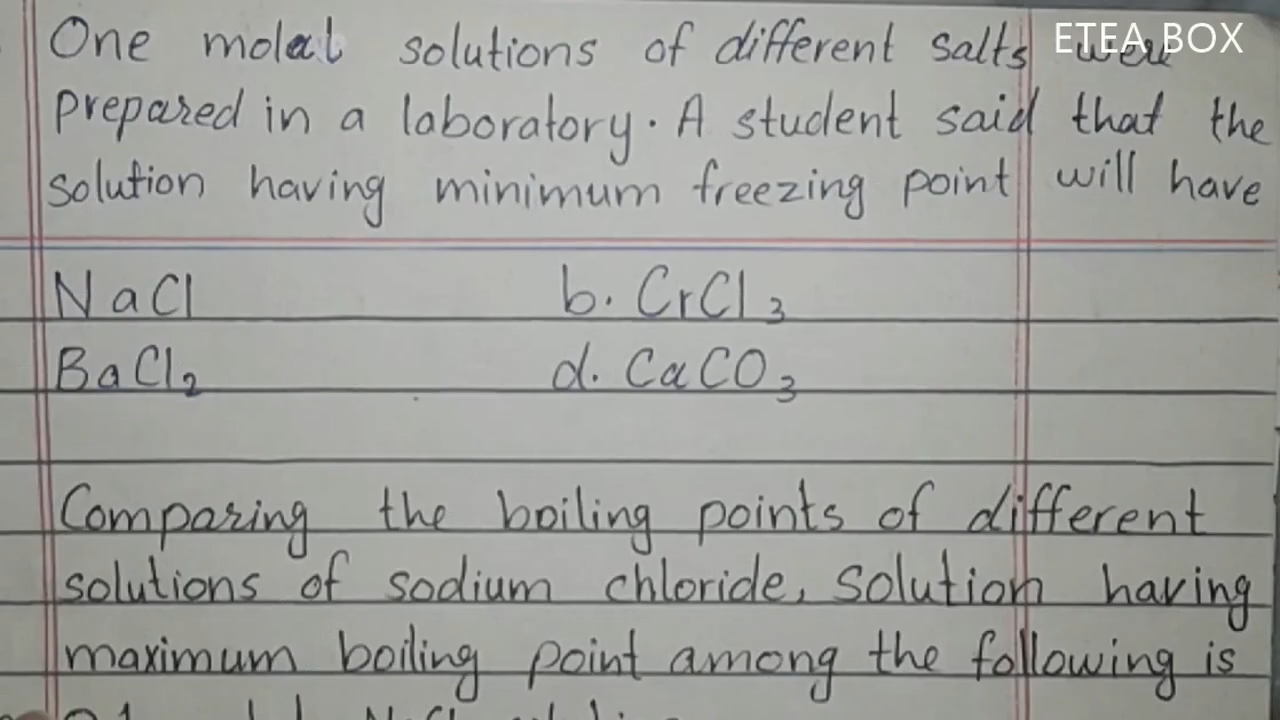 ETEA BOX
One molal solutions of different salts were
prepared in a laboratory. A student said that the
solution having minimum freezing point will have
NaCl b. CrCl3
BaCl2 d. CaCO3
Comparing the boiling points of different
solutions of sodium chloride, solution having
maximum boiling point among the following is